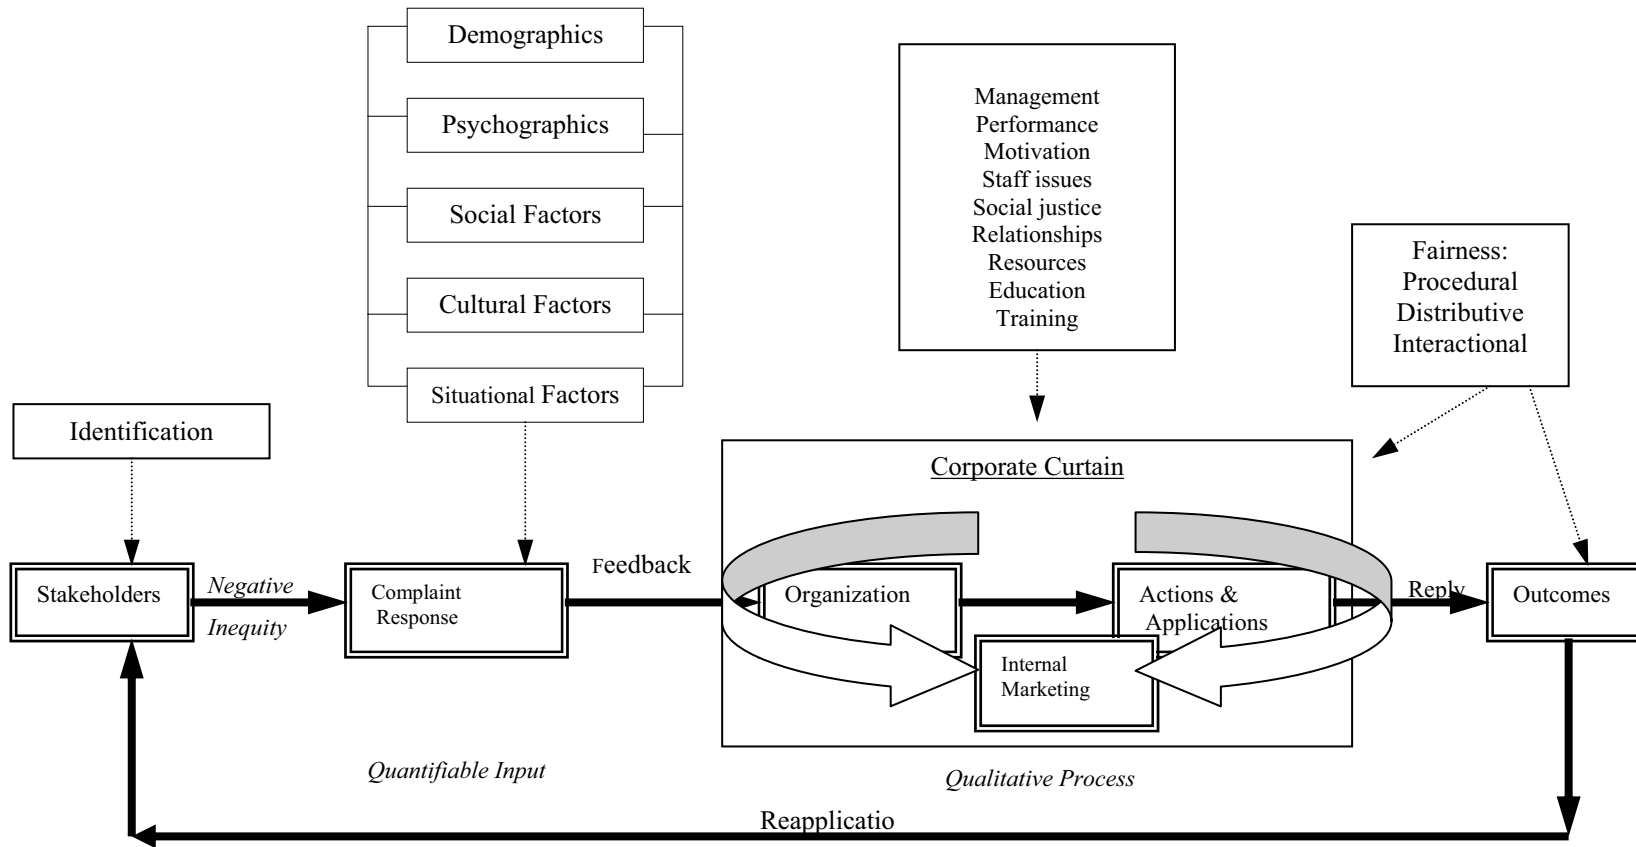 Demographics
Psychographics
Social Factors
Cultural Factors
Situational Factors
Management
Performance
Motivation
Staff issues
Social justice
Relationships
Resources
Education
Training
Fairness:
Procedural
Distributive
Interactional
Identification
Corporate Curtain
Stakeholders
Negative
Inequity
Complaint
Response
Feedback
Organization
Actions &
Applications
Internal
Marketing
Reply
Outcomes
Quantifiable Input
Qualitative Process
Reapplicatio